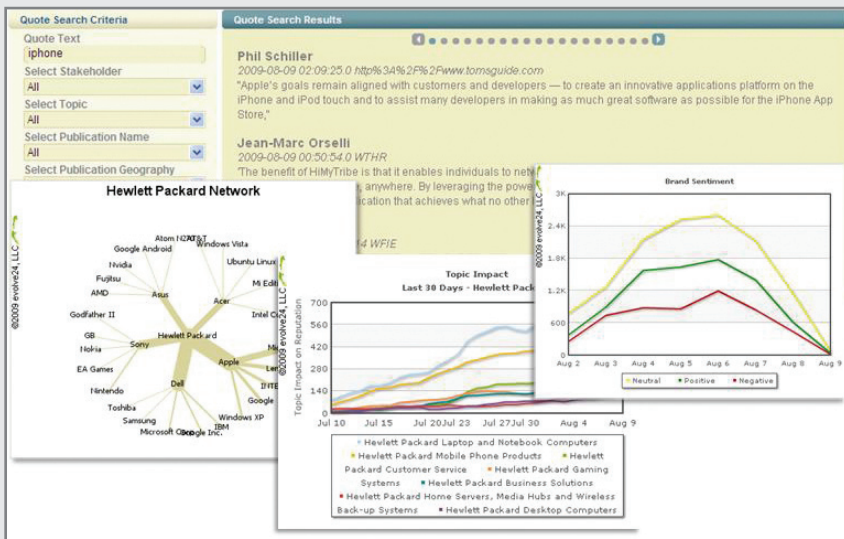 Quote Search Criteria
Quote Text
iphone
Select Stakeholder
All
Select Topic
All
Select Publication Name
All
Select Publication Geography
Quote Search Results
Phil Schiller
2009-08-09 02:09:25.0 http%3A%2F%2Fwww.tomsguide.com
"Apple's goals remain aligned with customers and developers — to create an innovative applications platform on the
iPhone and iPod touch and to assist many developers in making as much great software as possible for the iPhone App
Store,"
Jean-Marc Orselli
2009-08-09 00:50:54.0 WTHR
"The benefit of HiMyTribe is that it enables individuals to
, anywhere. By leveraging the
that achieves what no other
WFIE
Hewlett Packard Network
©2009 evolve24, LLC
Atom
AT&T
Google Android
Windows Vista
Nvidia
Ubuntu Linux
Fujitsu
AMD
Asus
Acer
Godfather II
Hewlett Packard
GB
Nokia
Sony
Apple
EA Games
Dell
Nintendo
Google
Toshiba
Windows XP
Samsung
IBM
Microsoft
Google Inc.
©2009 evolve24, LLC
Topic Impact
Last 30 Days - Hewlett
Topic Impact on Reputation
700
560
420
280
140
0
Jul 10 Jul 15 Jul 20 Jul 23 Jul 27 Jul 30 Aug 4 Aug 9
Hewlett Packard Laptop and Notebook Computers
Hewlett Packard Mobile Phone Products Hewlett
Packard Customer Service Hewlett Packard Gaming
Systems Hewlett Packard Business Solutions
Hewlett Packard Home Servers, Media Hubs and Wireless
Back-up Systems Hewlett Packard Desktop Computers
©2009 evolve24, LLC
Brand Sentiment
3K
2.4K
1.8K
1.2K
600
0
Aug 2 Aug 3 Aug 4 Aug 5 Aug 6 Aug 7 Aug 8 Aug 9
Neutral Positive Negative